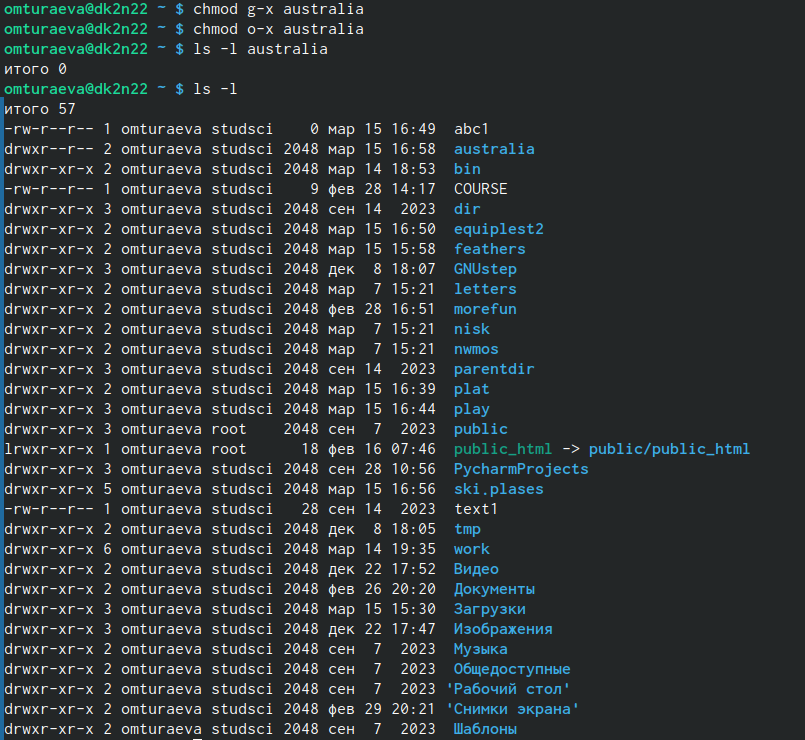 omturaeva@dk2n22 ~ $ chmod g-x australia
omturaeva@dk2n22 ~ $ chmod o-x australia
omturaeva@dk2n22 ~ $ ls -l australia
итого 0
omturaeva@dk2n22 ~ $ ls -l
итого 57
-rw-r--r-- 1 omturaeva studsci    0 мар 15 16:49  abc1
drwxr--r-- 2 omturaeva studsci 2048 мар 15 16:58  australia
drwxr-xr-x 2 omturaeva studsci 2048 мар 14 18:53  bin
-rw-r--r-- 1 omturaeva studsci    9 фев 28 14:17  COURSE
drwxr-xr-x 3 omturaeva studsci 2048 сен 14  2023  dir
drwxr-xr-x 2 omturaeva studsci 2048 мар 15 16:50  equiplest2
drwxr-xr-x 2 omturaeva studsci 2048 мар 15 15:58  feathers
drwxr-xr-x 3 omturaeva studsci 2048 дек  8 18:07  GNUstep
drwxr-xr-x 2 omturaeva studsci 2048 мар  7 15:21  letters
drwxr-xr-x 2 omturaeva studsci 2048 фев 28 16:51  morefun
drwxr-xr-x 2 omturaeva studsci 2048 мар  7 15:21  nisk
drwxr-xr-x 2 omturaeva studsci 2048 мар  7 15:21  nwmos
drwxr-xr-x 3 omturaeva studsci 2048 сен 14  2023  parentdir
drwxr-xr-x 2 omturaeva studsci 2048 мар 15 16:39  plat
drwxr-xr-x 3 omturaeva studsci 2048 мар 15 16:44  play
drwxr-xr-x 3 omturaeva root    2048 сен  7  2023  public
lrwxr-xr-x 1 omturaeva root      18 фев 16 07:46  public_html -> public/public_html
drwxr-xr-x 3 omturaeva studsci 2048 сен 28 10:56  PycharmProjects
drwxr-xr-x 5 omturaeva studsci 2048 мар 15 16:56  ski.plases
-rw-r--r-- 1 omturaeva studsci   28 сен 14  2023  text1
drwxr-xr-x 2 omturaeva studsci 2048 дек  8 18:05  tmp
drwxr-xr-x 6 omturaeva studsci 2048 мар 14 19:35  work
drwxr-xr-x 2 omturaeva studsci 2048 дек 22 17:52  Видео
drwxr-xr-x 2 omturaeva studsci 2048 фев 26 20:20  Документы
drwxr-xr-x 3 omturaeva studsci 2048 мар 15 15:30  Загрузки
drwxr-xr-x 3 omturaeva studsci 2048 дек 22 17:47  Изображения
drwxr-xr-x 2 omturaeva studsci 2048 сен  7  2023  Музыка
drwxr-xr-x 2 omturaeva studsci 2048 сен  7  2023  Общедоступные
drwxr-xr-x 2 omturaeva studsci 2048 сен  7  2023 'Рабочий стол'
drwxr-xr-x 2 omturaeva studsci 2048 фев 29 20:21 'Снимки экрана'
drwxr-xr-x 2 omturaeva studsci 2048 сен  7  2023  Шаблоны